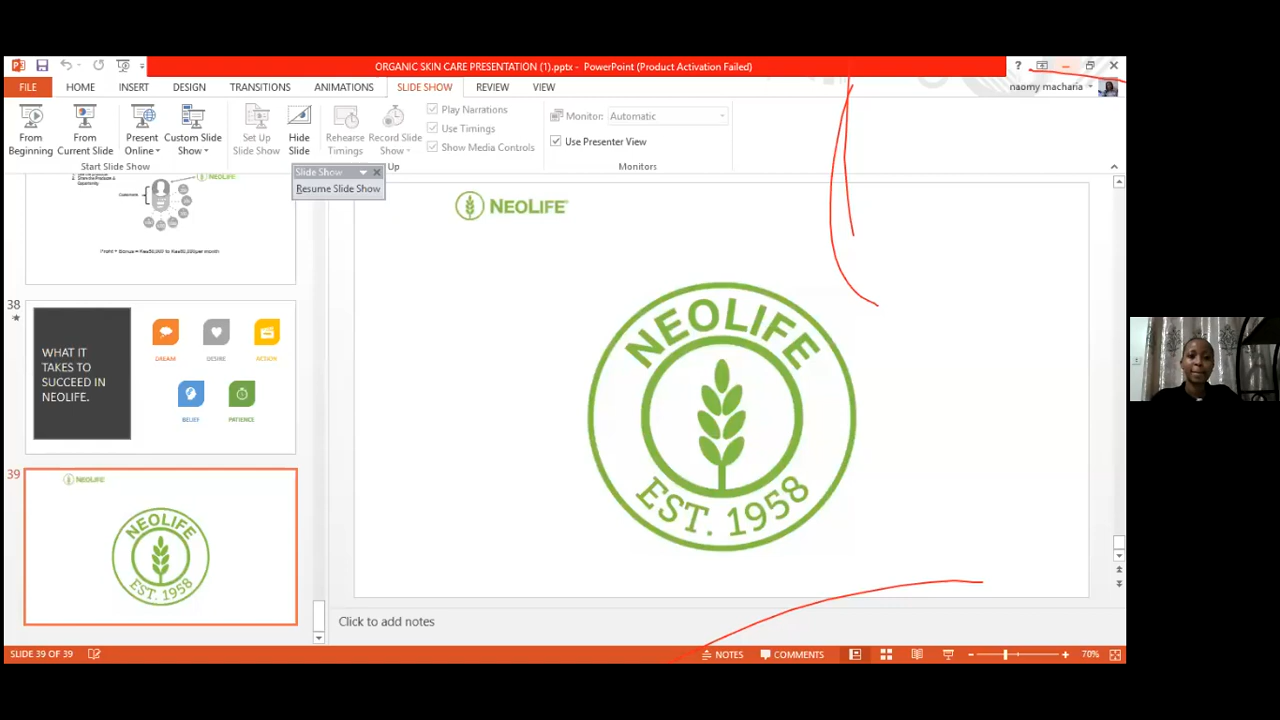 ORGANIC SKIN CARE PRESENTATION (1).pptx - PowerPoint (Product Activation Failed)
FILE HOME INSERT DESIGN TRANSITIONS ANIMATIONS SLIDE SHOW REVIEW VIEW
naomy macharia
From Beginning
From Current Slide
Present Online
Custom Slide Show
Set Up Slide Show
Hide Slide
Rehearse Timings
Record Slide Show
Play Narrations
Use Timings
Show Media Controls
Monitor: Automatic
Use Presenter View
Start Slide Show
Up
Monitors
Slide Show
Resume Slide Show
NEOLIFE
38
WHAT IT
TAKES TO
SUCCEED IN
NEOLIFE.
DREAM DESIRE ACTION
BELIEF PATIENCE
39
NEOLIFE
NEOLIFE
EST. 1958
NEOLIFE
NEOLIFE
EST. 1958
Click to add notes
SLIDE 39 OF 39
NOTES COMMENTS 70%